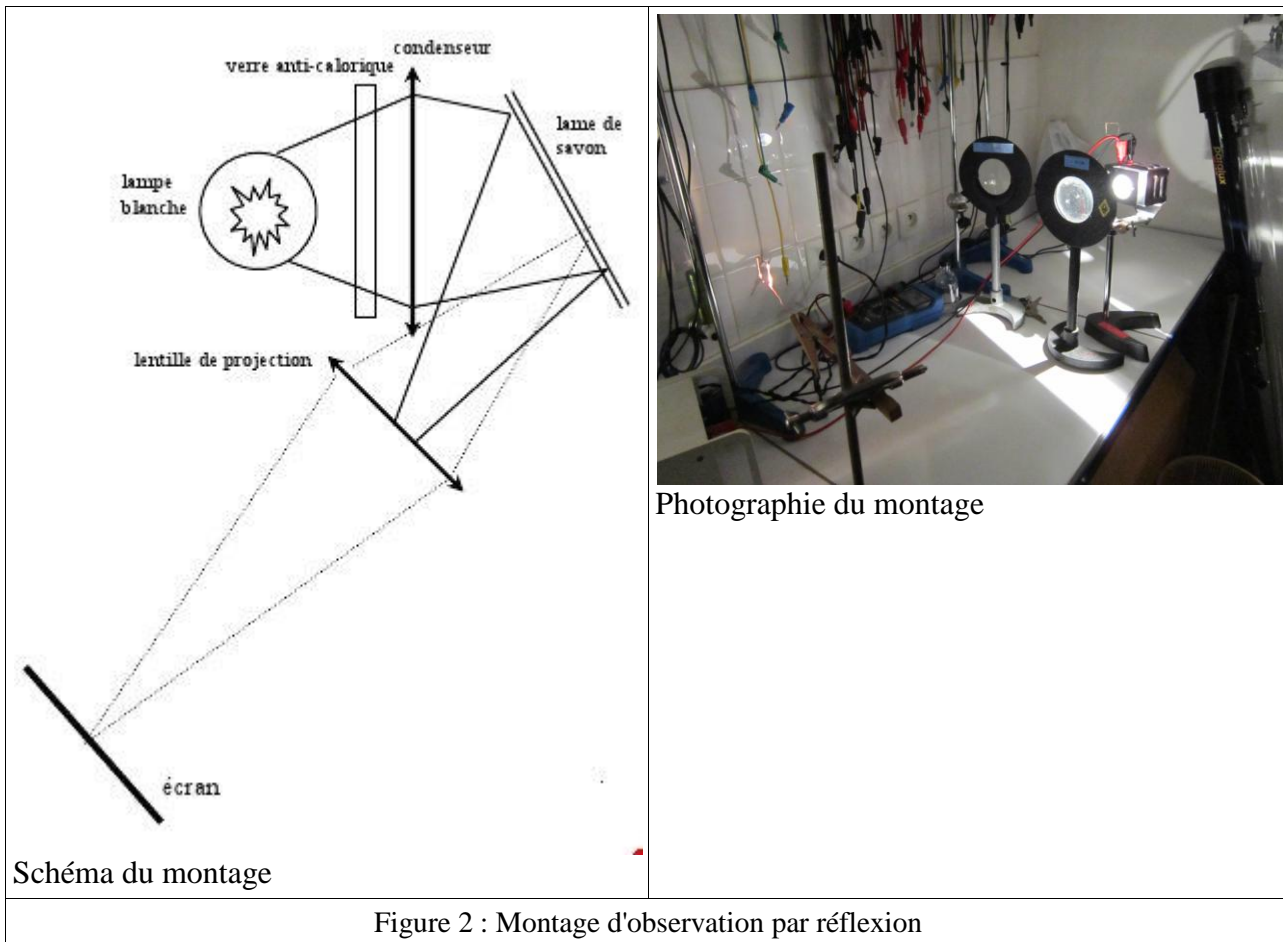 condenseur
verre anti-calorique
lame de
savon
lampe
blanche
lentille de projection
écran
Schéma du montage
Photographie du montage
Figure 2 : Montage d'observation par réflexion